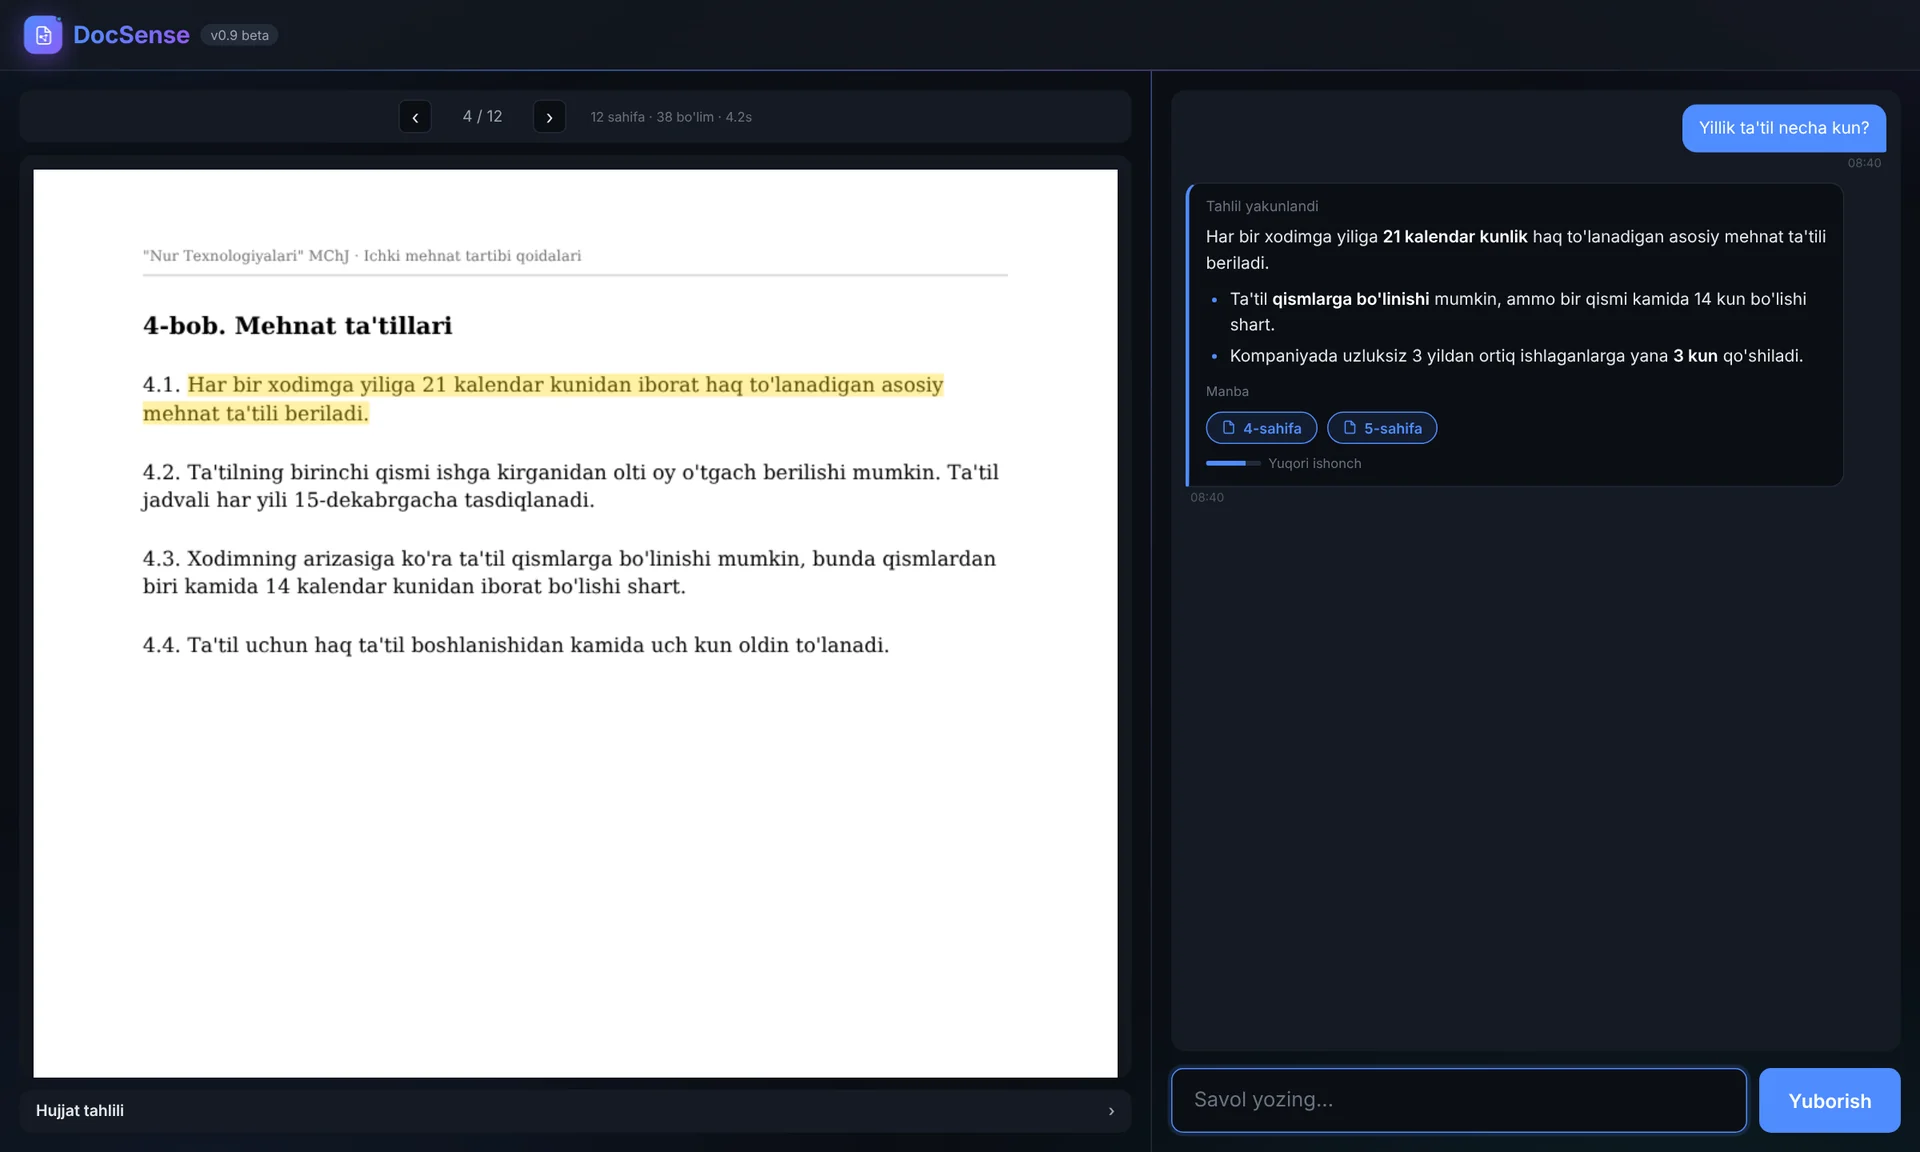 DocSense v0.9 beta
‹ 4 / 12 › 12 sahifa · 38 bo'lim · 4.2s
"Nur Texnologiyalari" MChJ · Ichki mehnat tartibi qoidalari
4-bob. Mehnat ta'tillari
4.1. Har bir xodimga yiliga 21 kalendar kunidan iborat haq to'lanadigan asosiy
mehnat ta'tili beriladi.
4.2. Ta'tilning birinchi qismi ishga kirganidan olti oy o'tgach berilishi mumkin. Ta'til
jadvali har yili 15-dekabrgacha tasdiqlanadi.
4.3. Xodimning arizasiga ko'ra ta'til qismlarga bo'linishi mumkin, bunda qismlardan
biri kamida 14 kalendar kunidan iborat bo'lishi shart.
4.4. Ta'til uchun haq ta'til boshlanishidan kamida uch kun oldin to'lanadi.
Hujjat tahlili ›
Yillik ta'til necha kun?
08:40
Tahlil yakunlandi
Har bir xodimga yiliga 21 kalendar kunlik haq to'lanadigan asosiy mehnat ta'tili
beriladi.
• Ta'til qismlarga bo'linishi mumkin, ammo bir qismi kamida 14 kun bo'lishi
shart.
• Kompaniyada uzluksiz 3 yildan ortiq ishlaganlarga yana 3 kun qo'shiladi.
Manba
4-sahifa 5-sahifa
Yuqori ishonch
08:40
Savol yozing...
Yuborish